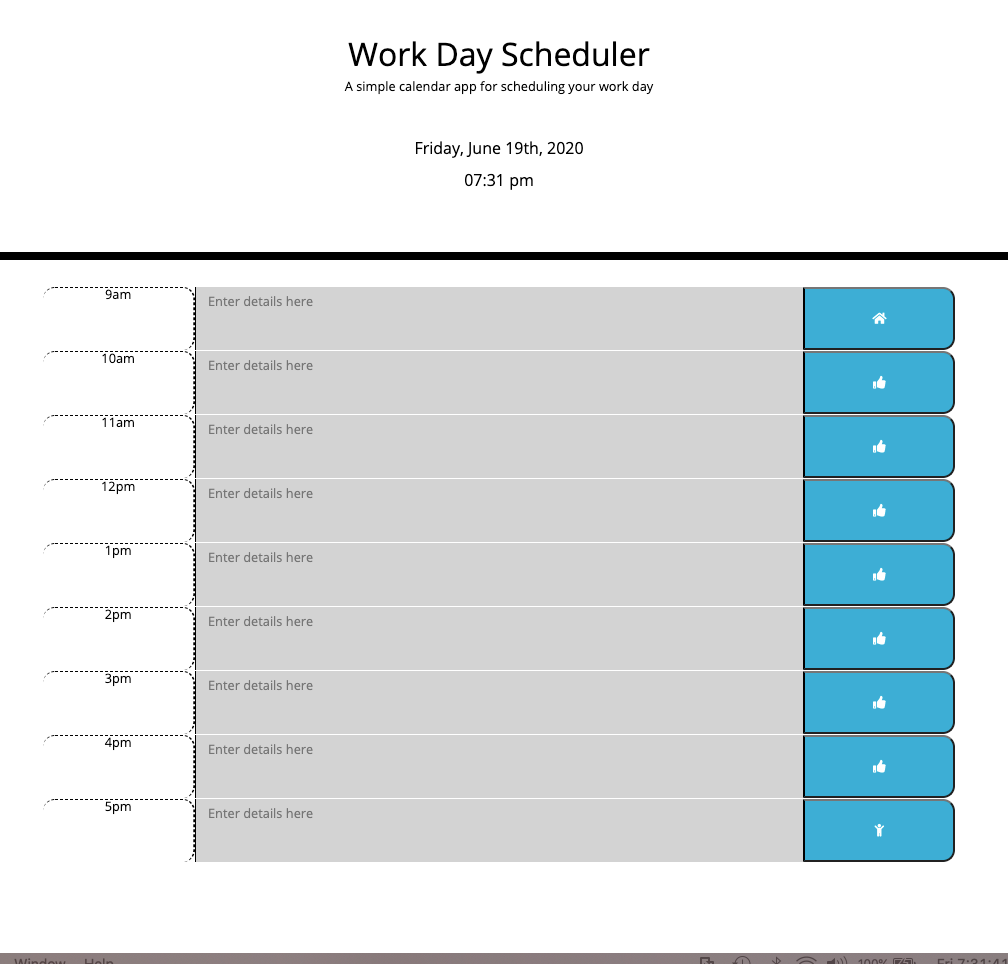 Work Day Scheduler
A simple calendar app for scheduling your work day
Friday, June 19th, 2020
07:31 pm
9am Enter details here
10am Enter details here
11am Enter details here
12pm Enter details here
1pm Enter details here
2pm Enter details here
3pm Enter details here
4pm Enter details here
5pm Enter details here
Window Help 100% Fri 7:31:4